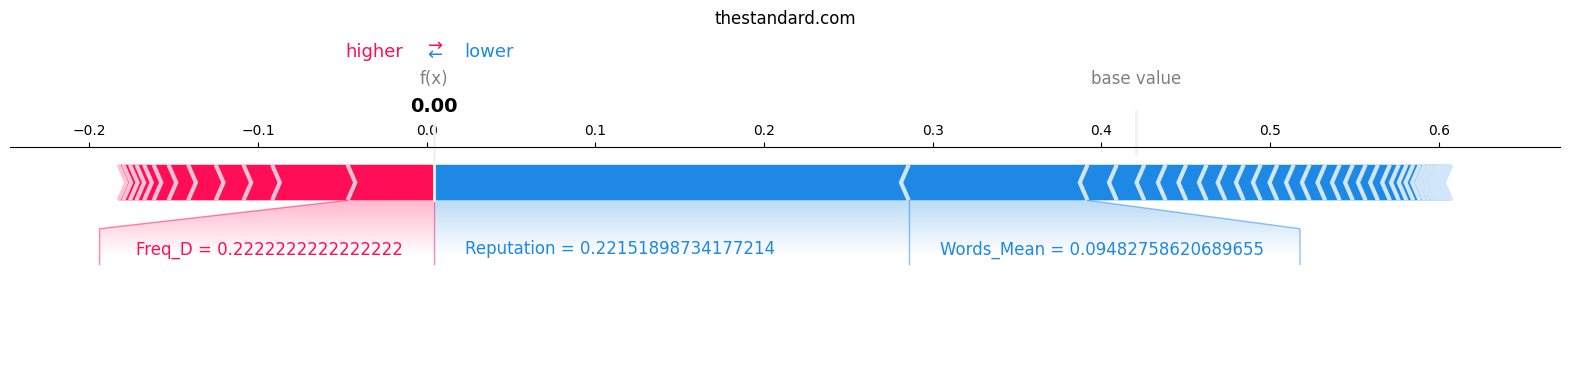 thestandard.com
higher ⇄ lower
f(x) base value
0.00
−0.2 −0.1 0.0 0.1 0.2 0.3 0.4 0.5 0.6
Freq_D = 0.2222222222222222 Reputation = 0.22151898734177214 Words_Mean = 0.09482758620689655